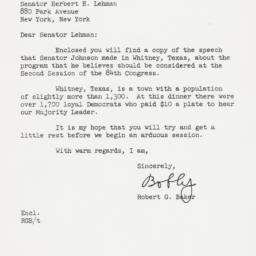 Senator Herbert H. Lehman
880 Park Avenue
New York, New York
Dear Senator Lehman:
Enclosed you will find a copy of the speech
that Senator Johnson made in Whitney, Texas, about
the program that he believes should be considered at the
Second Session of the 84th Congress.
Whitney, Texas, is a town with a population
of slightly more than 1,300. At this dinner there were
over 1,700 loyal Democrats who paid $10 a plate to hear
our Majority Leader.
It is my hope that you will try and get a
little rest before we begin an arduous session.
With warm regards, I am,
Sincerely,
Bobby
Robert G. Baker
Encl.
RGB/t